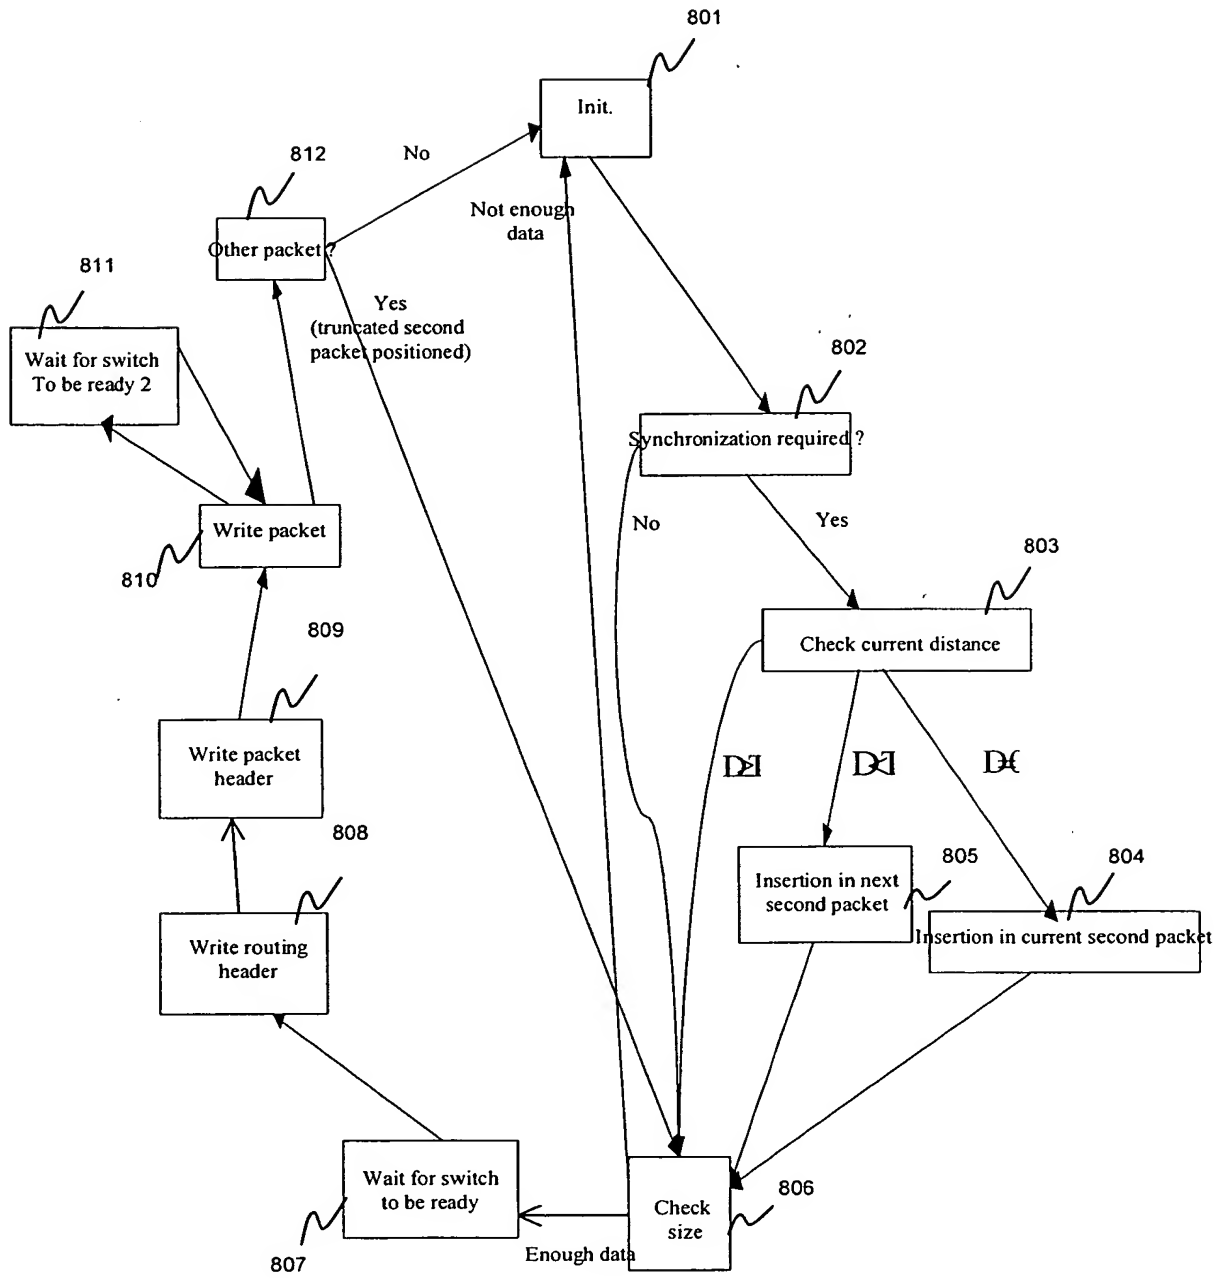 801
Init.
812
No
Not enough
data
Other packet ?
811
Yes
(truncated second
packet positioned)
Wait for switch
To be ready 2
802
Synchronization required ?
No
Yes
Write packet
810
803
Check current distance
809
Write packet
header
808
805
804
Insertion in next
second packet
Insertion in current second packet
Write routing
header
Wait for switch
to be ready
807
Check
size
806
Enough data